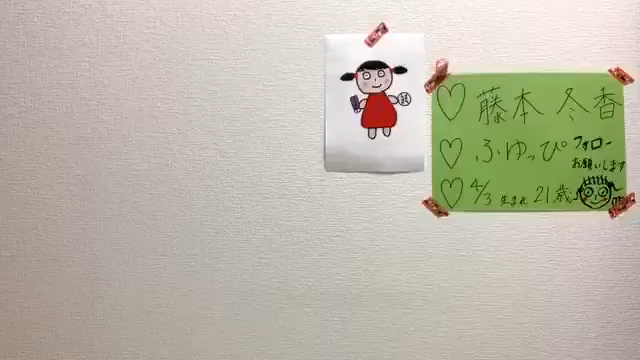 ♡ 藤本 冬香
♡ ふゆっぴ
フォロー
お願いします
♡ 4/3 生まれ 21歳